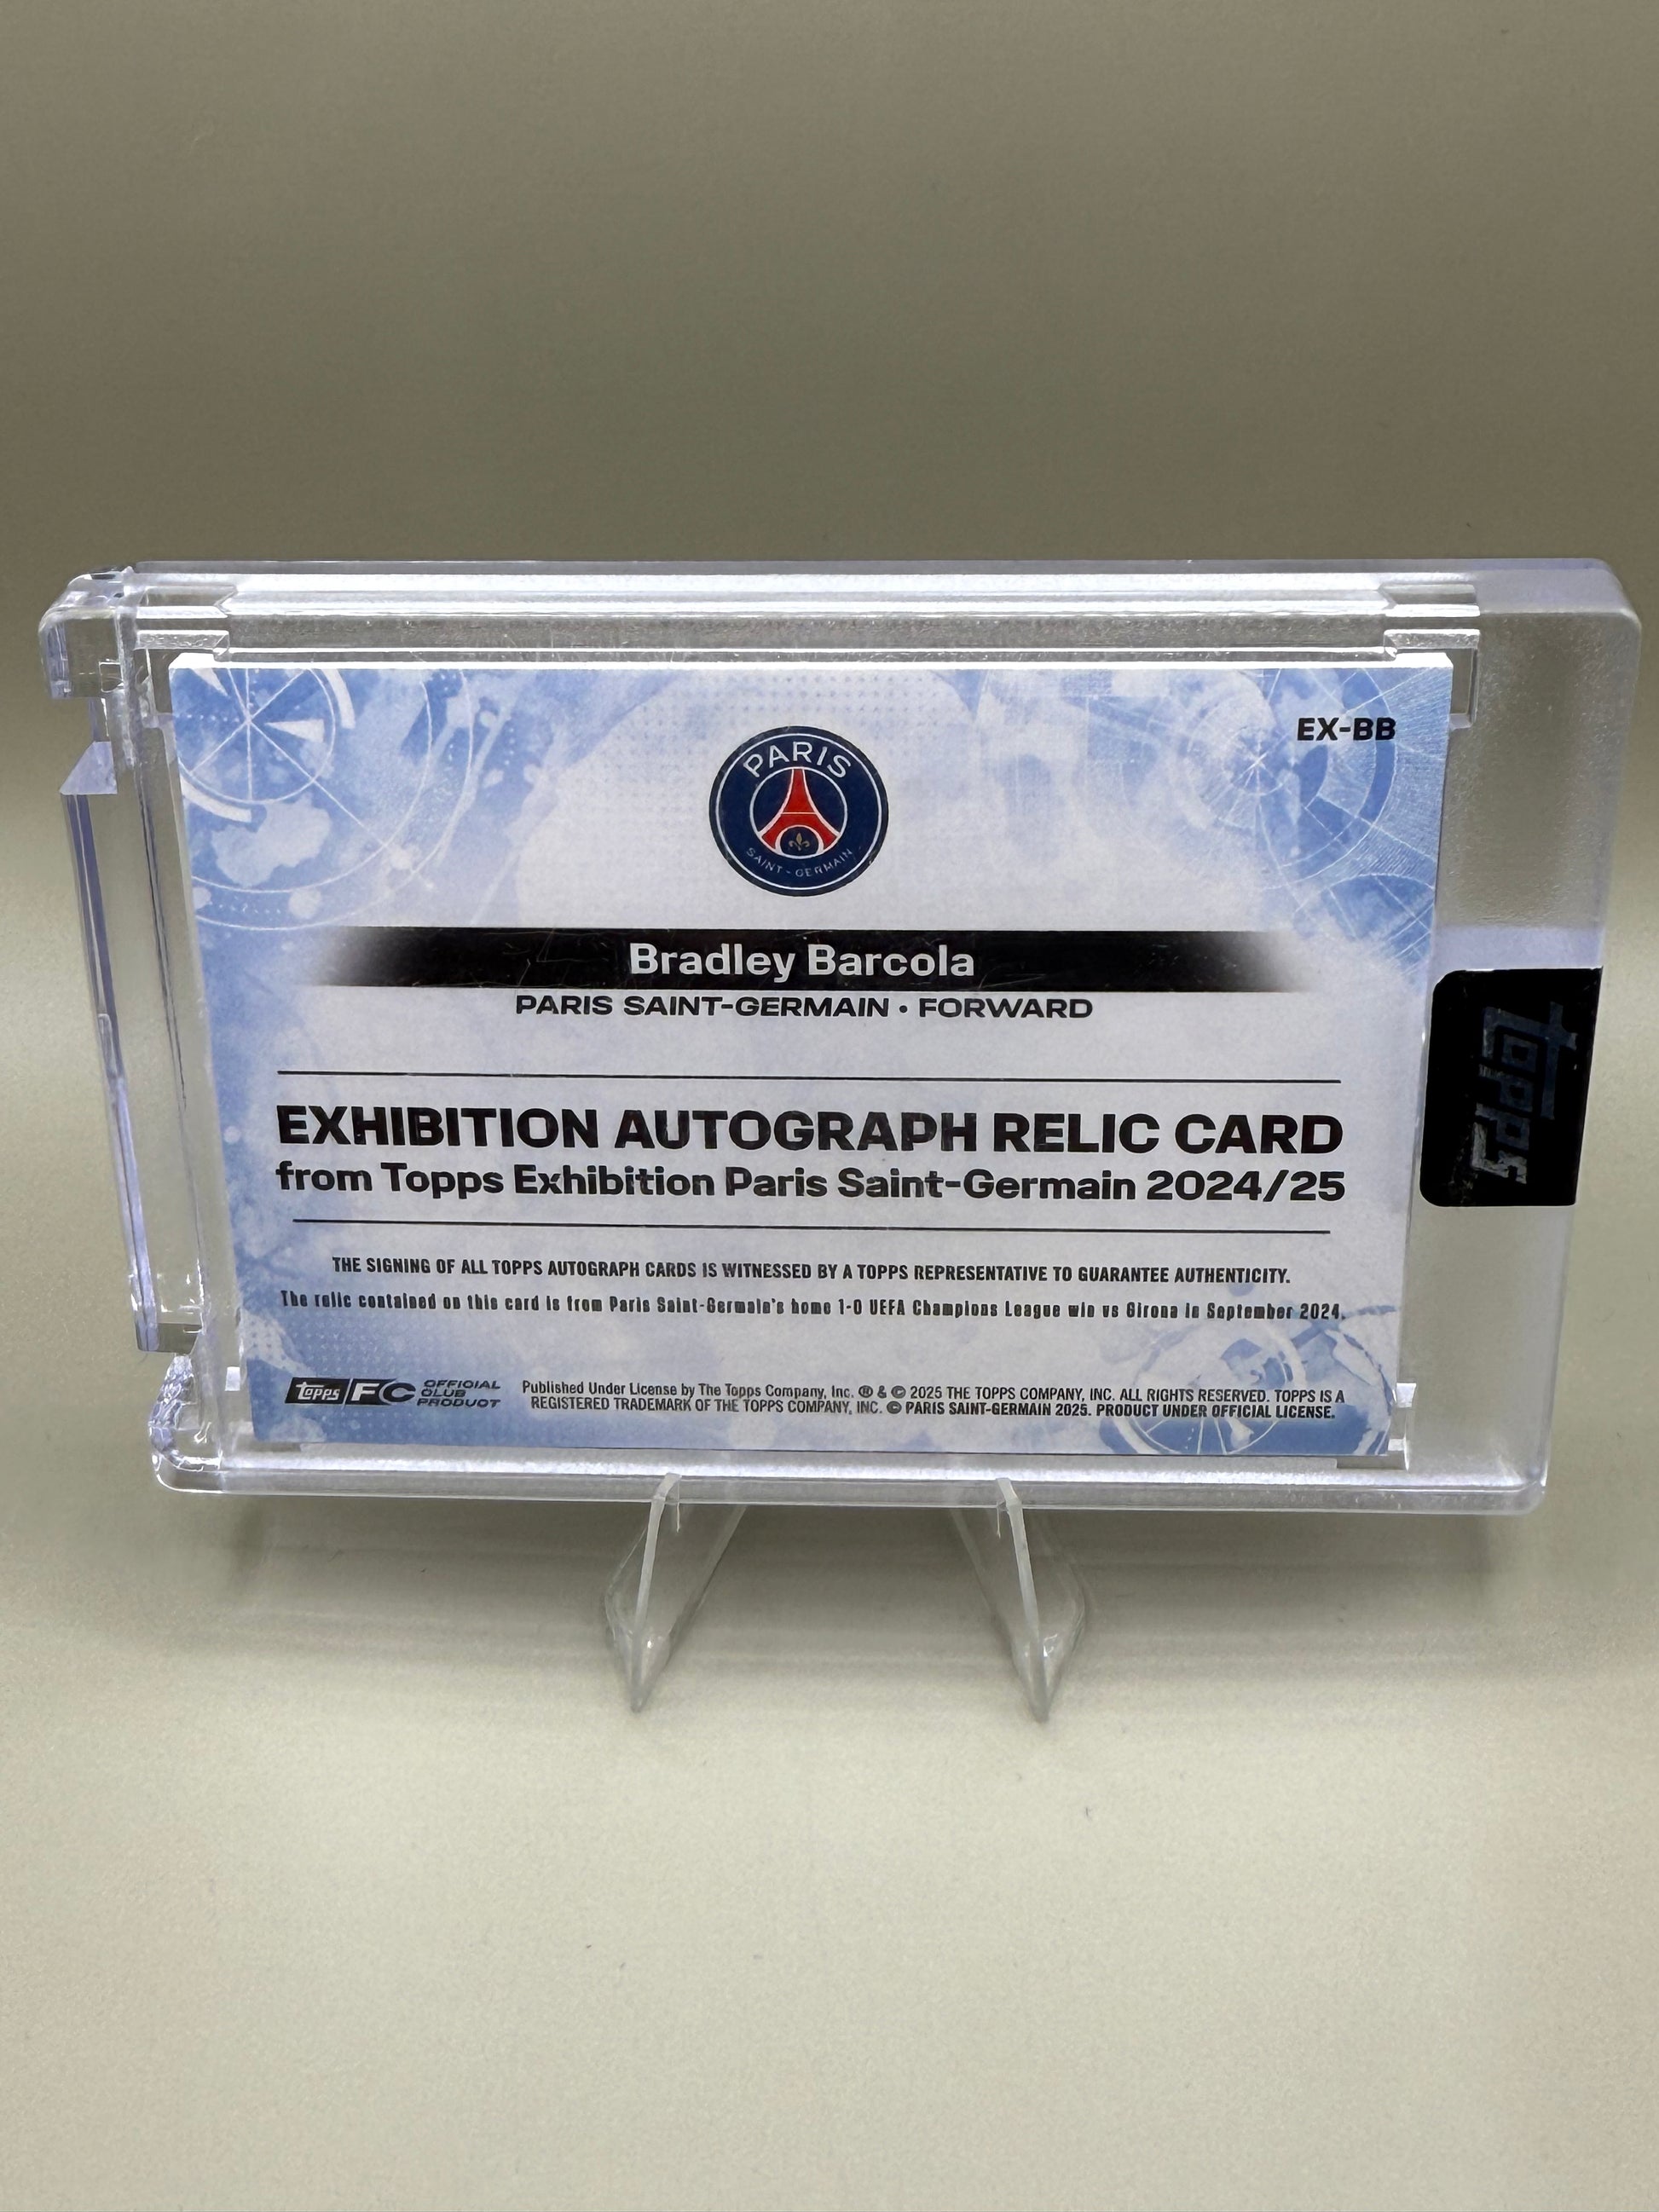 EX-BB
PARIS
SAINT-GERMAIN
Bradley Barcola
PARIS SAINT-GERMAIN • FORWARD
EXHIBITION AUTOGRAPH RELIC CARD
from Topps Exhibition Paris Saint-Germain 2024/25
THE SIGNING OF ALL TOPPS AUTOGRAPH CARDS IS WITNESSED BY A TOPPS REPRESENTATIVE TO GUARANTEE AUTHENTICITY.
The relic contained on this card is from Paris Saint-Germain's home 1-0 UEFA Champions League win vs Girona in September 2024.
topps FC OFFICIAL
CLUB
PRODUCT
Published Under License by The Topps Company, Inc. ® & © 2025 THE TOPPS COMPANY, INC. ALL RIGHTS RESERVED. TOPPS IS A
REGISTERED TRADEMARK OF THE TOPPS COMPANY, INC. © PARIS SAINT-GERMAIN 2025. PRODUCT UNDER OFFICIAL LICENSE.
topps